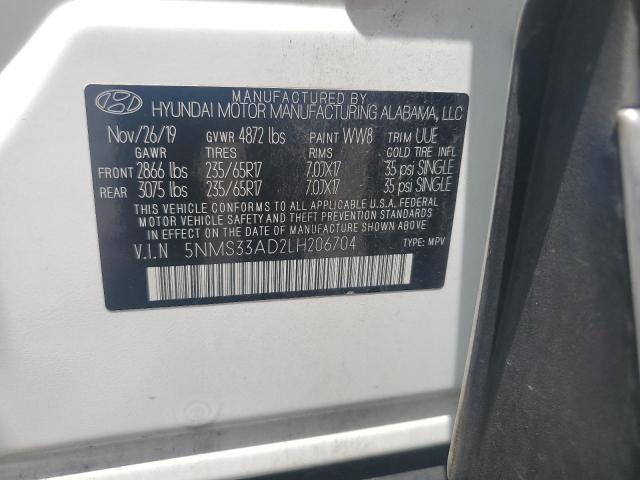 MANUFACTURED BY
HYUNDAI MOTOR MANUFACTURING ALABAMA, LLC
Nov/26/19 GVWR 4872 lbs PAINT WW8 TRIM UUE
GAWR TIRES RIMS COLD TIRE INFL
FRONT 2866 lbs 235/65R17 7.0JX17 35 psi SINGLE
REAR 3075 lbs 235/65R17 7.0JX17 35 psi SINGLE
THIS VEHICLE CONFORMS TO ALL APPLICABLE U.S.A. FEDERAL
MOTOR VEHICLE SAFETY AND THEFT PREVENTION STANDARDS
IN EFFECT ON THE DATE OF MANUFACTURE SHOWN ABOVE.
V.I.N 5NMS33AD2LH206704 TYPE: MPV